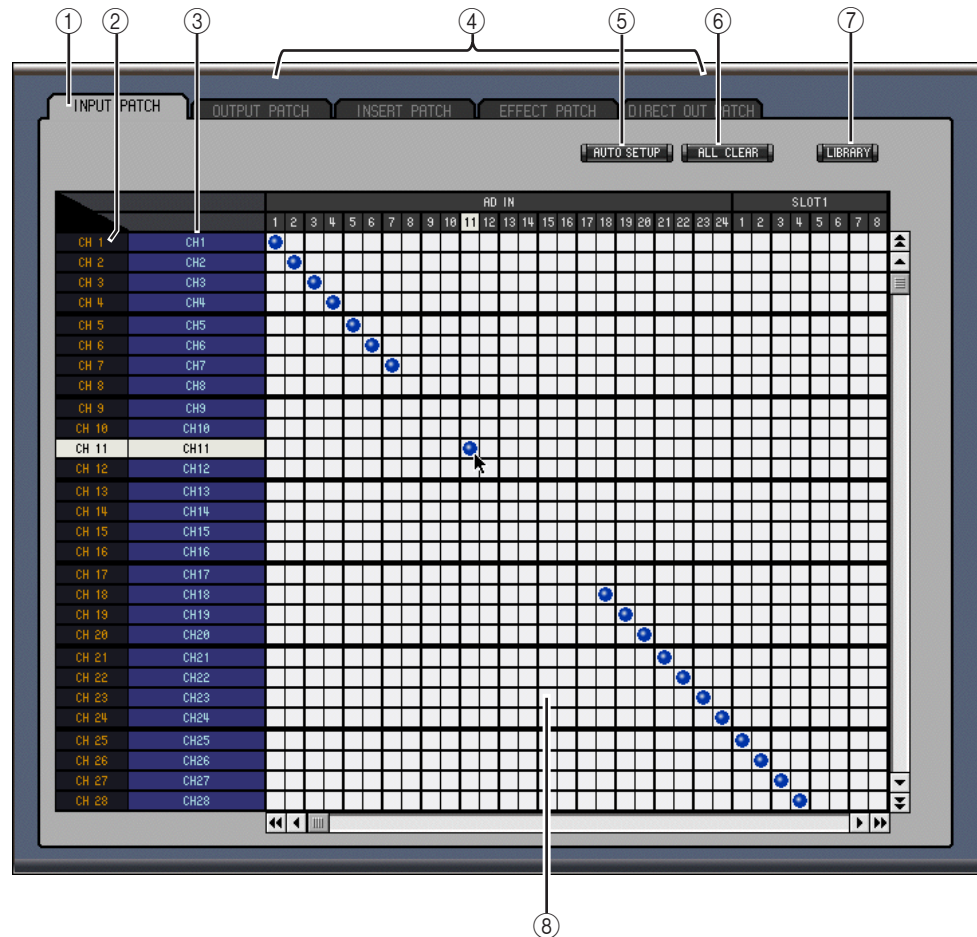 ① ② ③ ④ ⑤ ⑥ ⑦
INPUT PATCH OUTPUT PATCH INSERT PATCH EFFECT PATCH DIRECT OUT PATCH
AUTO SETUP ALL CLEAR LIBRARY
AD IN SLOT1
1 2 3 4 5 6 7 8 9 10 11 12 13 14 15 16 17 18 19 20 21 22 23 24 1 2 3 4 5 6 7 8
CH 1 CH1
CH 2 CH2
CH 3 CH3
CH 4 CH4
CH 5 CH5
CH 6 CH6
CH 7 CH7
CH 8 CH8
CH 9 CH9
CH 10 CH10
CH 11 CH11
CH 12 CH12
CH 13 CH13
CH 14 CH14
CH 15 CH15
CH 16 CH16
CH 17 CH17
CH 18 CH18
CH 19 CH19
CH 20 CH20
CH 21 CH21
CH 22 CH22
CH 23 CH23
CH 24 CH24
CH 25 CH25
CH 26 CH26
CH 27 CH27
CH 28 CH28
⑧